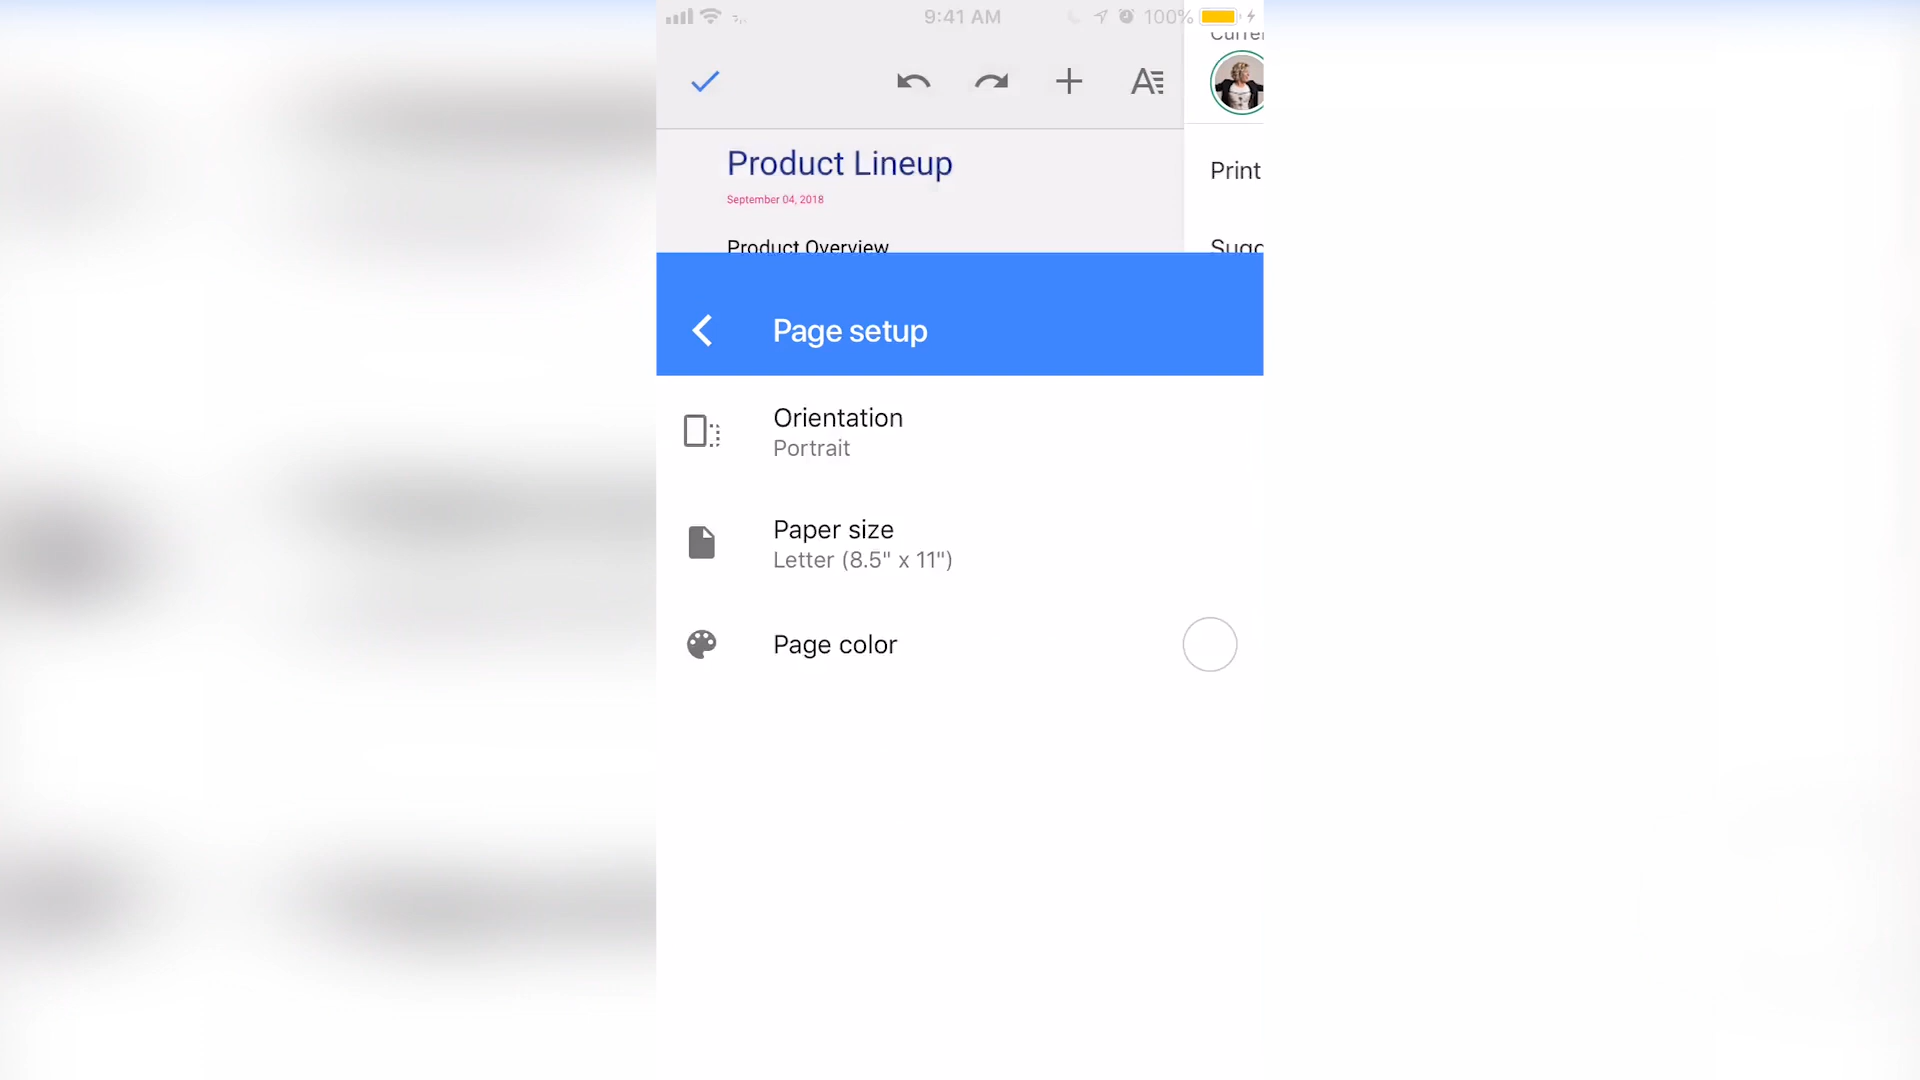 9:41 AM
100%
Product Lineup
September 04, 2018
Print
Product Overview
Page setup
Orientation
Portrait
Paper size
Letter (8.5" x 11")
Page color